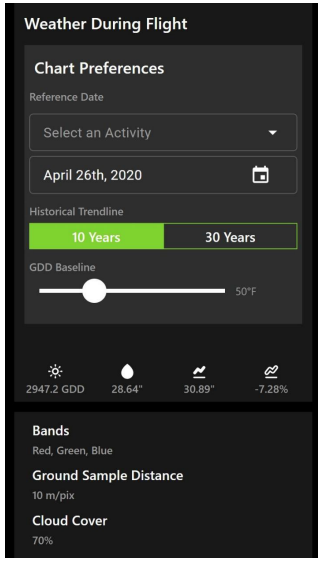 Weather During Flight
Chart Preferences
Reference Date
Select an Activity
April 26th, 2020
Historical Trendline
10 Years 30 Years
GDD Baseline
50°F
2947.2 GDD 28.64" 30.89" -7.28%
Bands
Red, Green, Blue
Ground Sample Distance
10 m/pix
Cloud Cover
70%